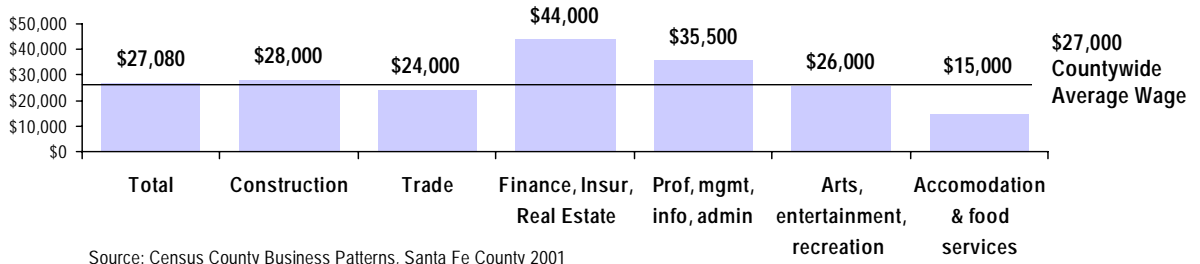 $50,000
$40,000
$30,000
$20,000
$10,000
$0
$27,080
$28,000
$24,000
$44,000
$35,500
$26,000
$15,000
$27,000
Countywide
Average Wage
Total
Construction
Trade
Finance, Insur,
Real Estate
Prof, mgmt,
info, admin
Arts,
entertainment,
recreation
Accomodation
& food
services
Source: Census County Business Patterns, Santa Fe County 2001